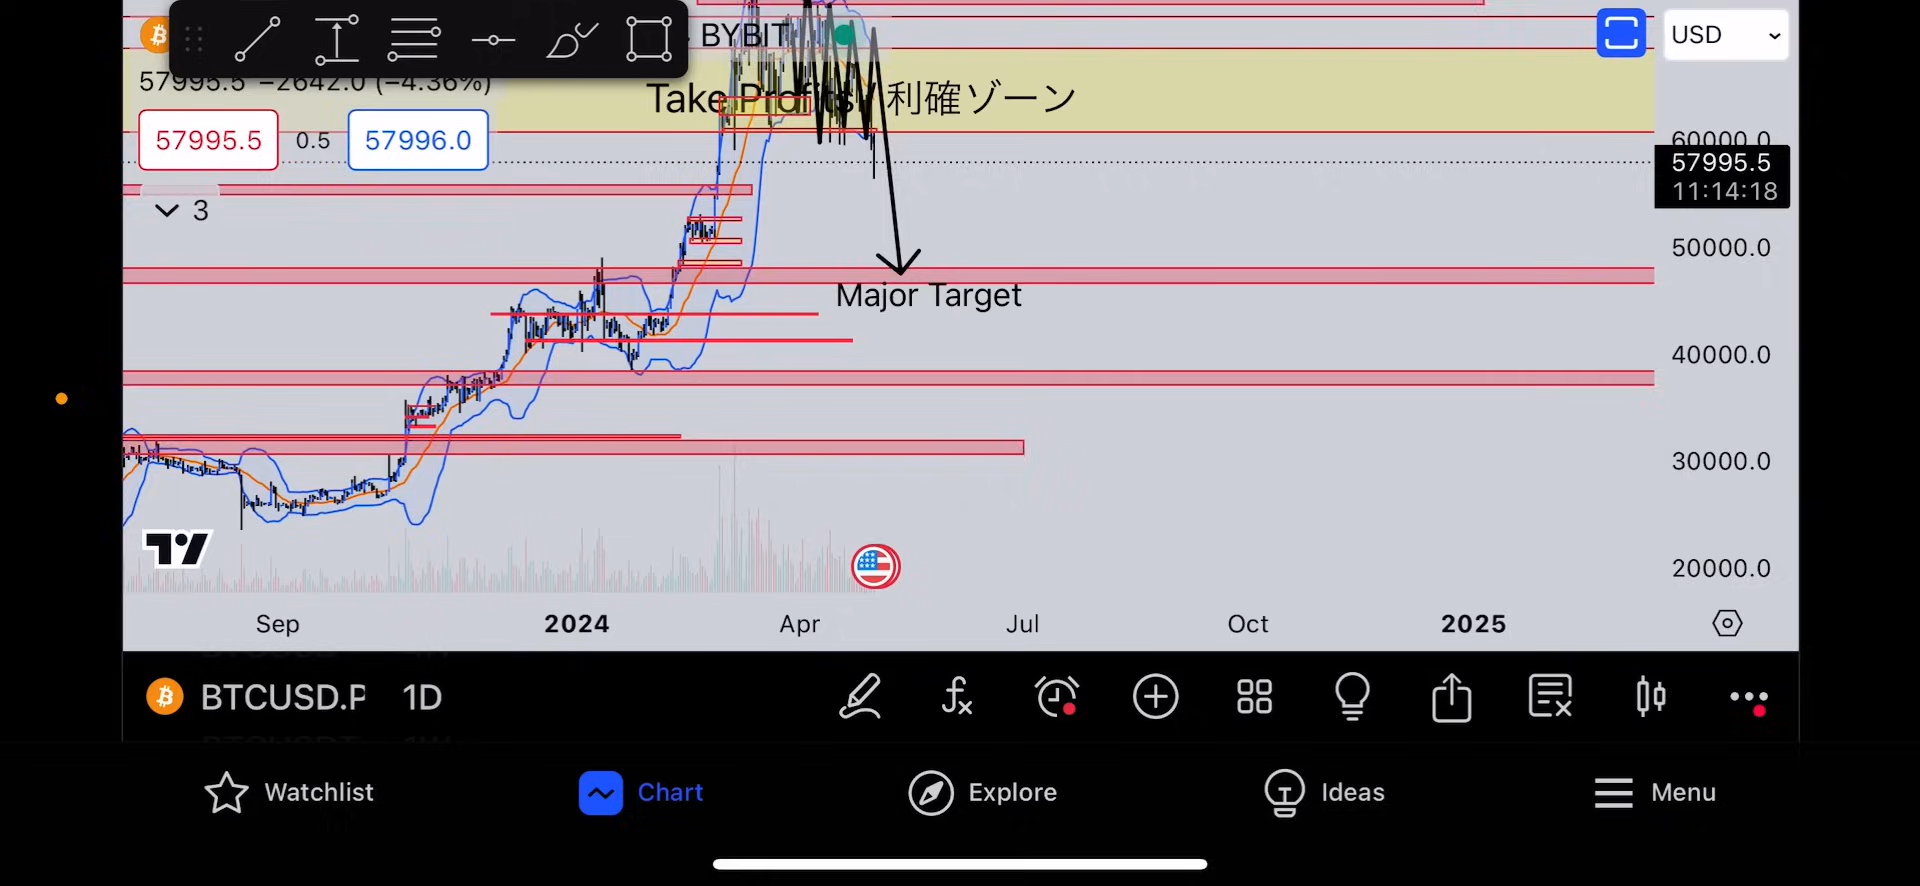 BYBIT
USD
57995.5 −2642.0 (−4.36%)
Take Profits / 利確ゾーン
57995.5 0.5 57996.0
60000.0
57995.5
11:14:18
3
50000.0
Major Target
40000.0
30000.0
20000.0
Sep 2024 Apr Jul Oct 2025
BTCUSD.P 1D
Watchlist Chart Explore Ideas Menu